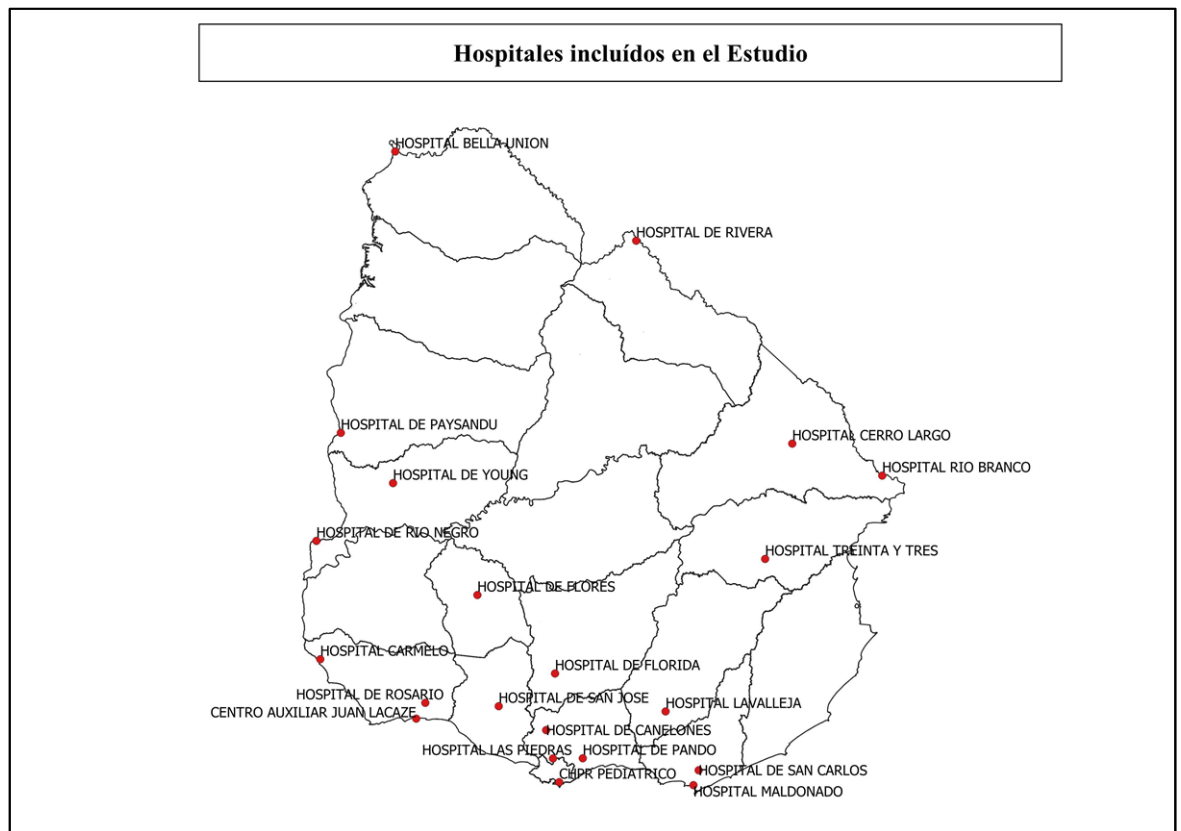 Hospitales incluídos en el Estudio
HOSPITAL BELLA UNION
HOSPITAL DE RIVERA
HOSPITAL DE PAYSANDU
HOSPITAL CERRO LARGO
HOSPITAL RIO BRANCO
HOSPITAL DE YOUNG
HOSPITAL DE RIO NEGRO
HOSPITAL TREINTA Y TRES
HOSPITAL DE FLORES
HOSPITAL CARMELO
HOSPITAL DE FLORIDA
HOSPITAL DE ROSARIO
HOSPITAL DE SAN JOSE
HOSPITAL LAVALLEJA
CENTRO AUXILIAR JUAN LACAZE
HOSPITAL DE CANELONES
HOSPITAL LAS PIEDRAS
HOSPITAL DE PANDO
CHPR PEDIATRICO
HOSPITAL DE SAN CARLOS
HOSPITAL MALDONADO